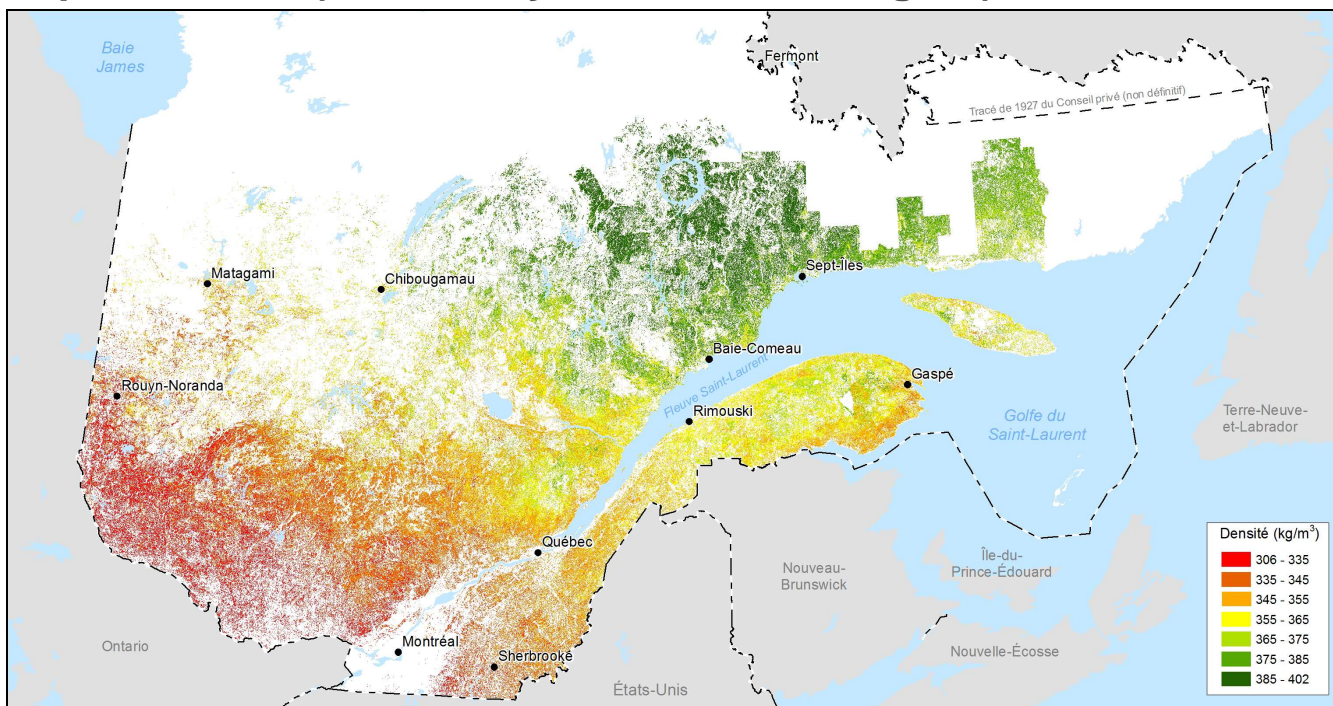 Baie
James
Fermont
Tracé de 1927 du Conseil privé (non définitif)
Matagami
Chibougamau
Sept-Îles
Baie-Comeau
Rouyn-Noranda
Fleuve Saint-Laurent
Gaspé
Rimouski
Golfe du
Saint-Laurent
Terre-Neuve-
et-Labrador
Québec
Densité (kg/m³)
306 - 335
335 - 345
345 - 355
355 - 365
365 - 375
375 - 385
385 - 402
Île-du-
Prince-Édouard
Nouveau-
Brunswick
Ontario
Montréal
Sherbrooke
Nouvelle-Écosse
États-Unis